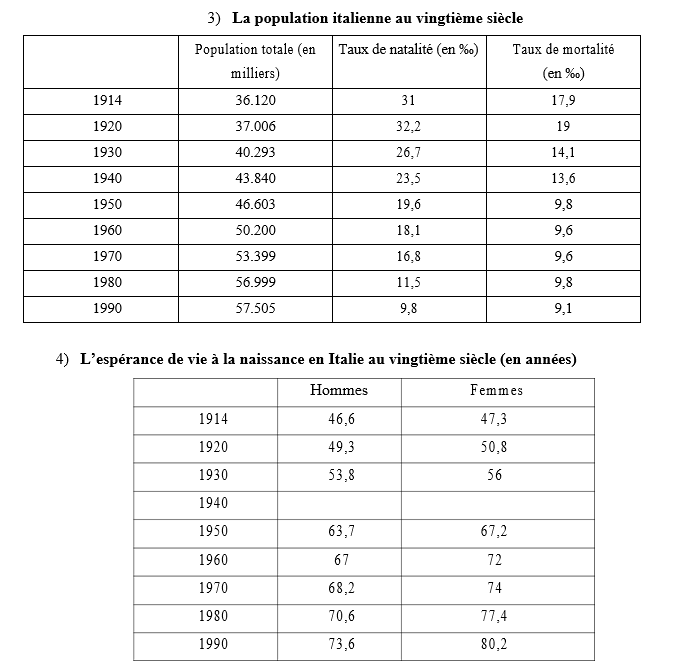 3) La population italienne au vingtième siècle
Population totale (en milliers) Taux de natalité (en ‰) Taux de mortalité (en ‰)
1914 36.120 31 17,9
1920 37.006 32,2 19
1930 40.293 26,7 14,1
1940 43.840 23,5 13,6
1950 46.603 19,6 9,8
1960 50.200 18,1 9,6
1970 53.399 16,8 9,6
1980 56.999 11,5 9,8
1990 57.505 9,8 9,1
4) L’espérance de vie à la naissance en Italie au vingtième siècle (en années)
Hommes Femmes
1914 46,6 47,3
1920 49,3 50,8
1930 53,8 56
1940
1950 63,7 67,2
1960 67 72
1970 68,2 74
1980 70,6 77,4
1990 73,6 80,2